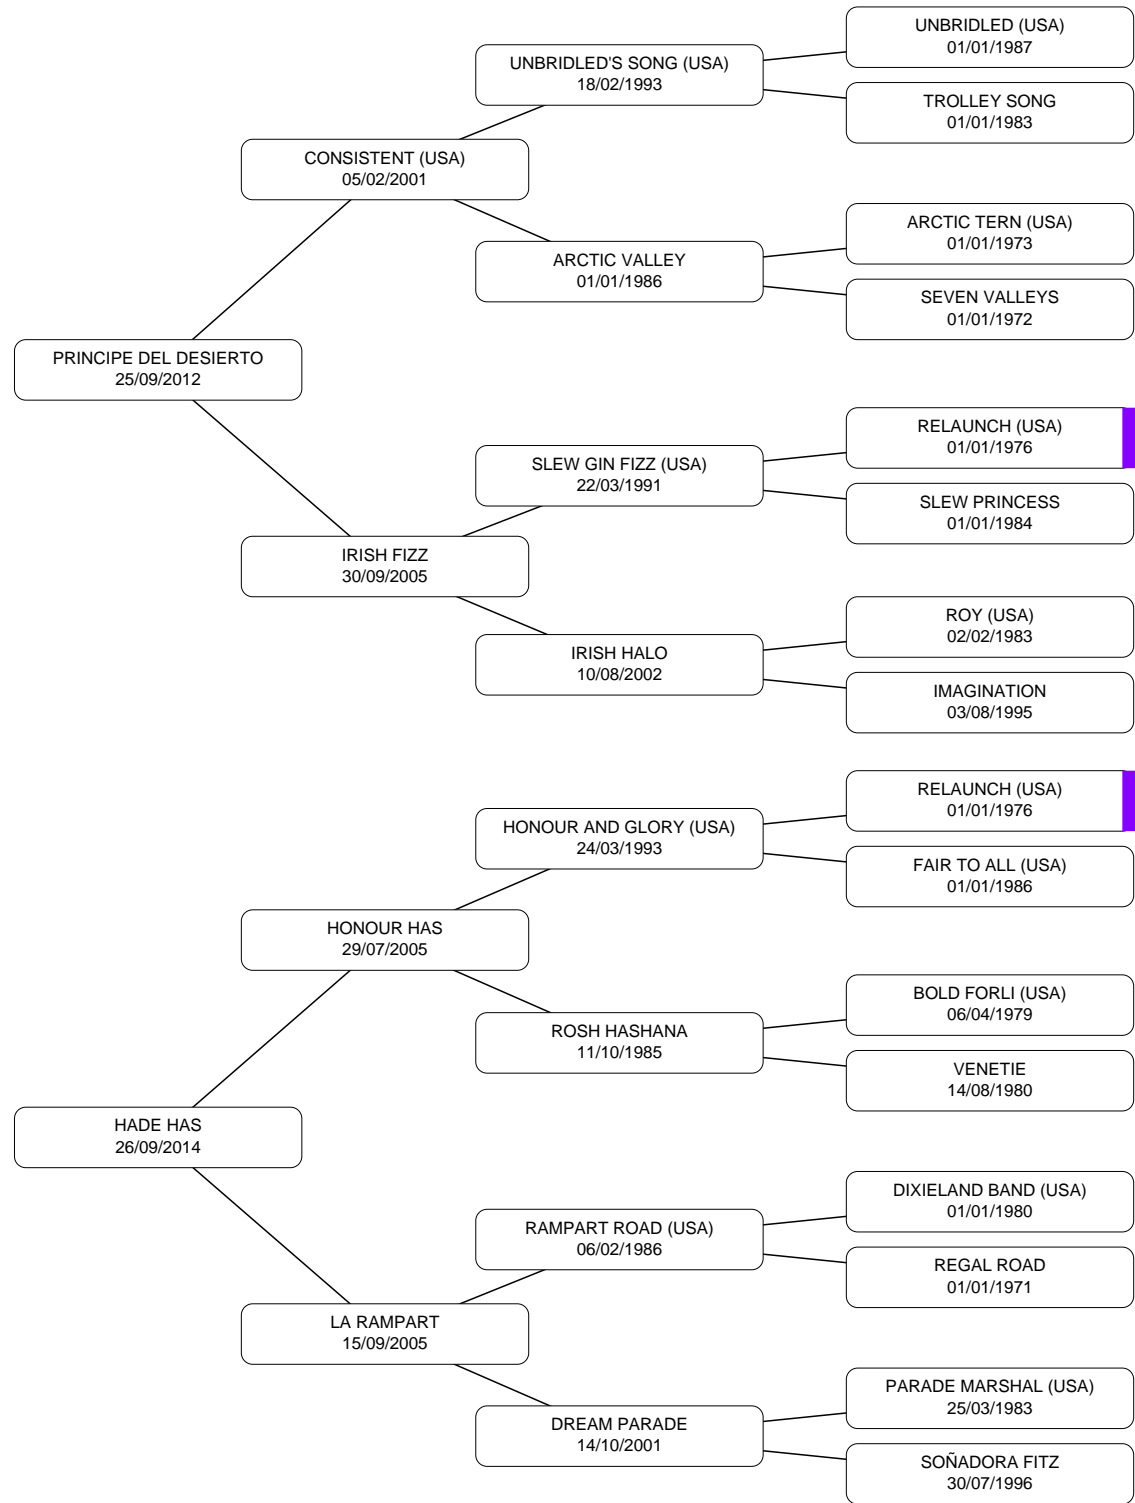 UNBRIDLED (USA)
01/01/1987
UNBRIDLED'S SONG (USA)
18/02/1993
TROLLEY SONG
01/01/1983
CONSISTENT (USA)
05/02/2001
ARCTIC TERN (USA)
01/01/1973
ARCTIC VALLEY
01/01/1986
SEVEN VALLEYS
01/01/1972
PRINCIPE DEL DESIERTO
25/09/2012
RELAUNCH (USA)
01/01/1976
SLEW GIN FIZZ (USA)
22/03/1991
SLEW PRINCESS
01/01/1984
IRISH FIZZ
30/09/2005
ROY (USA)
02/02/1983
IRISH HALO
10/08/2002
IMAGINATION
03/08/1995
RELAUNCH (USA)
01/01/1976
HONOUR AND GLORY (USA)
24/03/1993
FAIR TO ALL (USA)
01/01/1986
HONOUR HAS
29/07/2005
BOLD FORLI (USA)
06/04/1979
ROSH HASHANA
11/10/1985
VENETIE
14/08/1980
HADE HAS
26/09/2014
DIXIELAND BAND (USA)
01/01/1980
RAMPART ROAD (USA)
06/02/1986
REGAL ROAD
01/01/1971
LA RAMPART
15/09/2005
PARADE MARSHAL (USA)
25/03/1983
DREAM PARADE
14/10/2001
SOÑADORA FITZ
30/07/1996